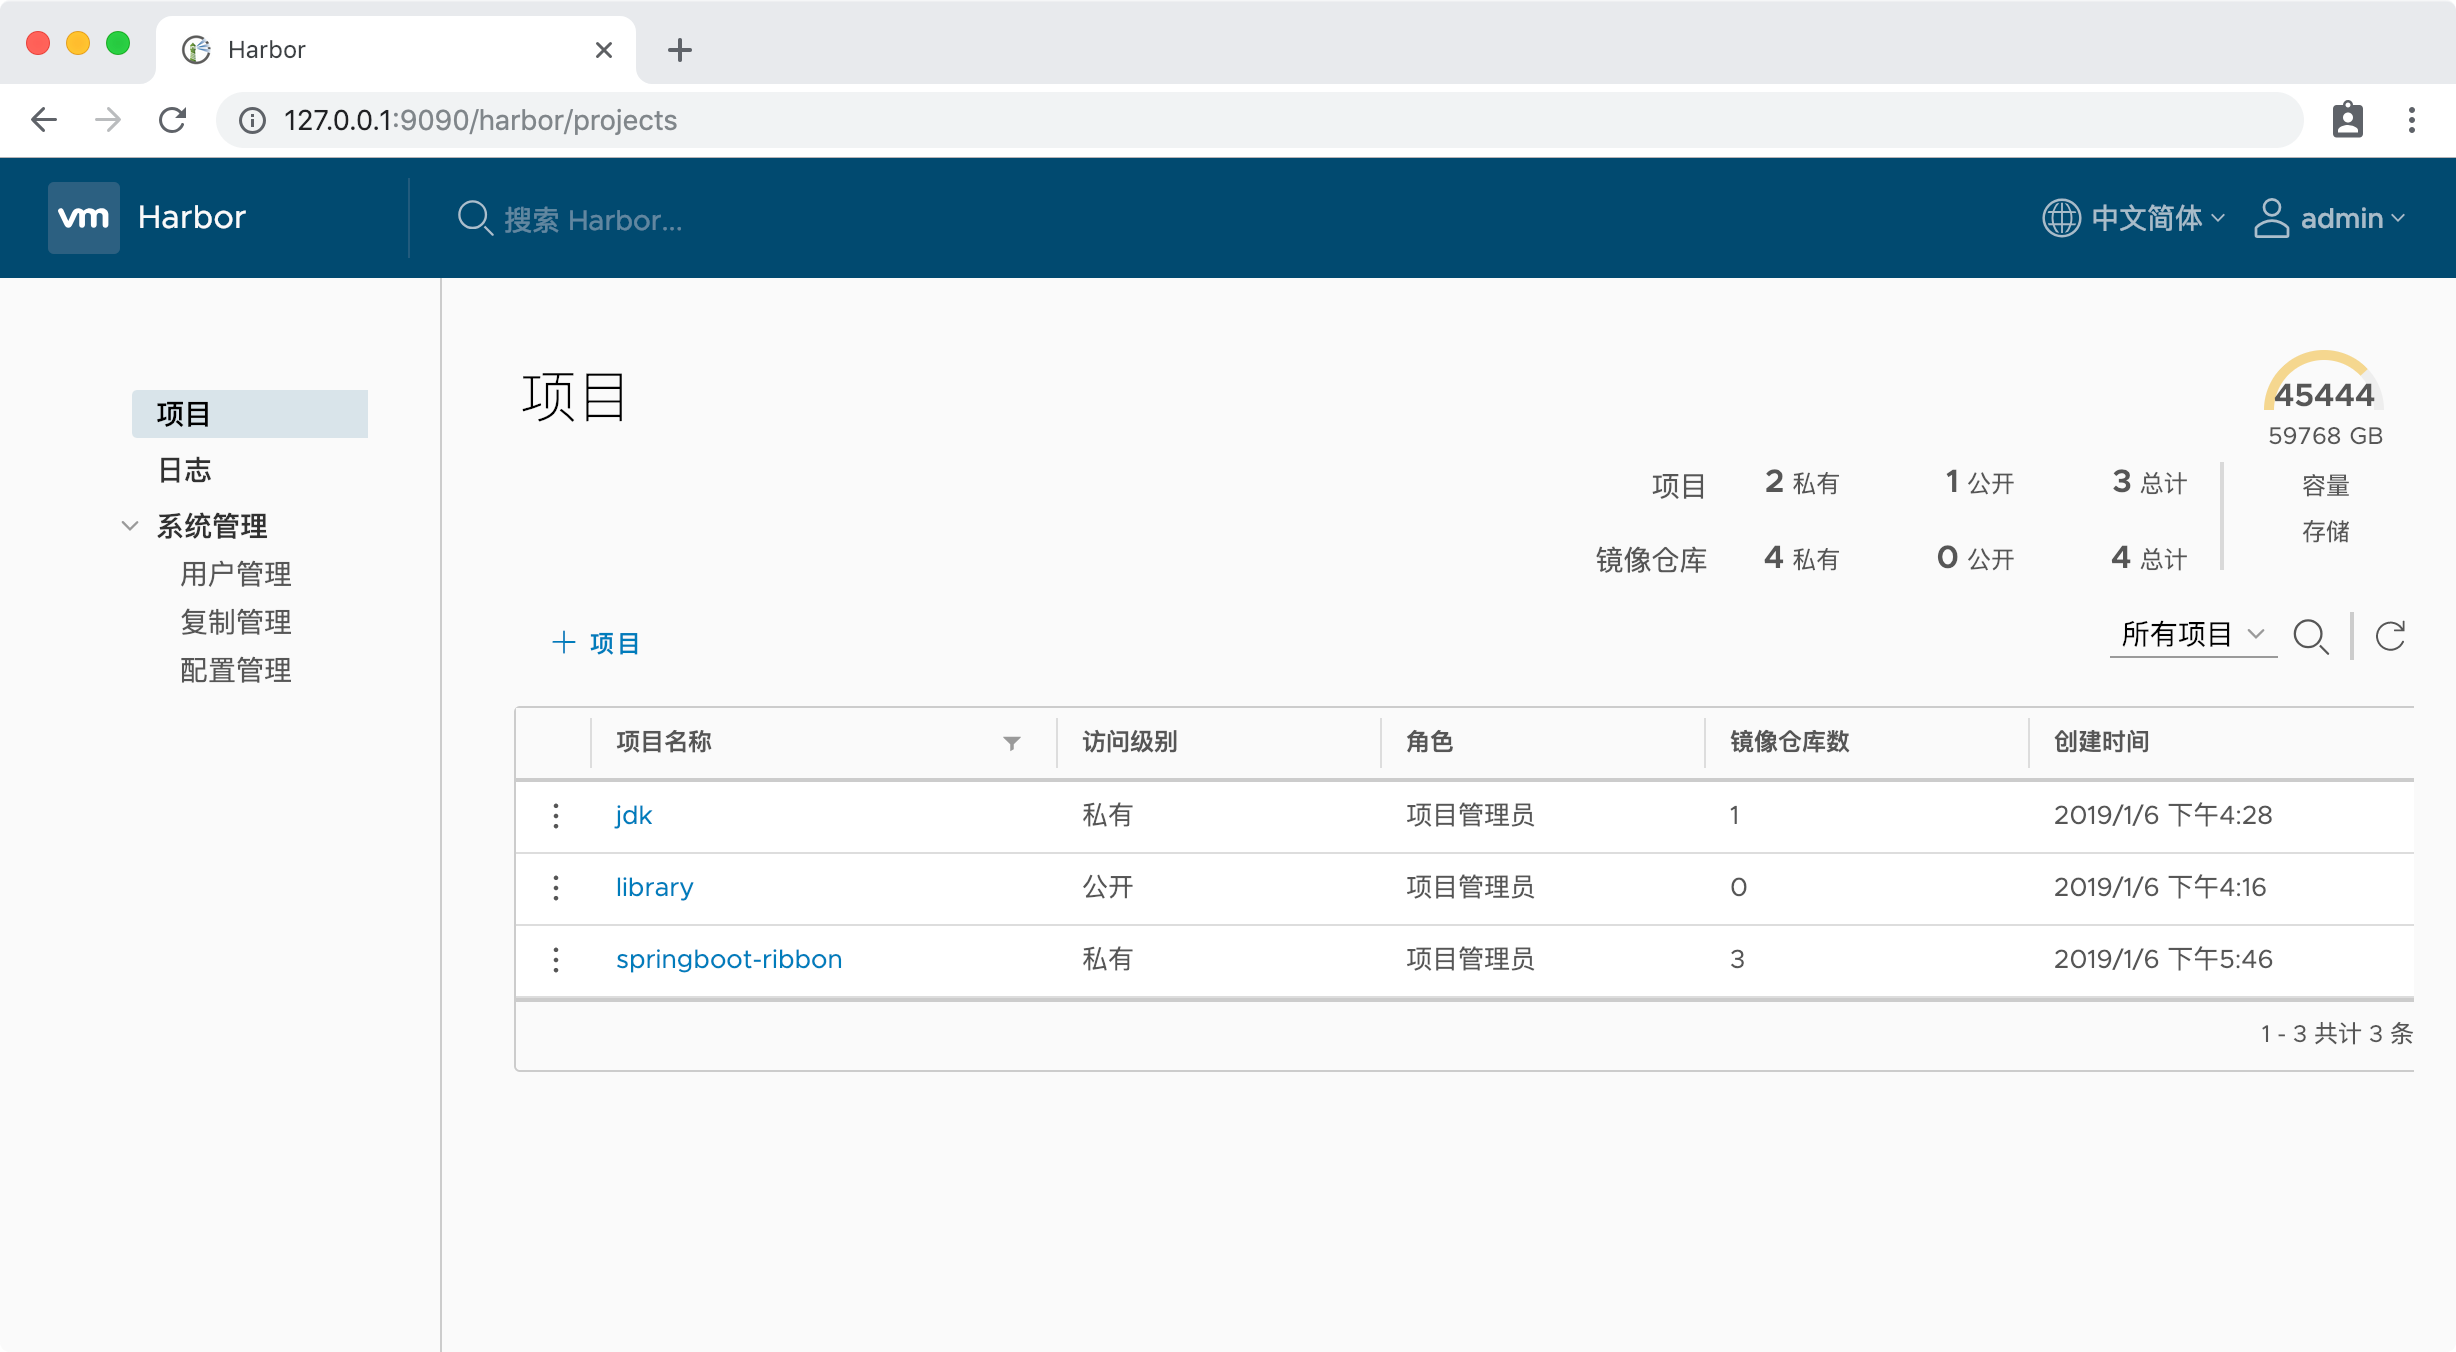 Harbor
127.0.0.1:9090/harbor/projects
vm Harbor 搜索 Harbor... 中文简体 admin
项目
日志
系统管理
用户管理
复制管理
配置管理
项目
45444
59768 GB
容量
存储
项目 2 私有 1 公开 3 总计
镜像仓库 4 私有 0 公开 4 总计
项目 所有项目
项目名称 访问级别 角色 镜像仓库数 创建时间
jdk 私有 项目管理员 1 2019/1/6 下午4:28
library 公开 项目管理员 0 2019/1/6 下午4:16
springboot-ribbon 私有 项目管理员 3 2019/1/6 下午5:46
1 - 3 共计 3 条